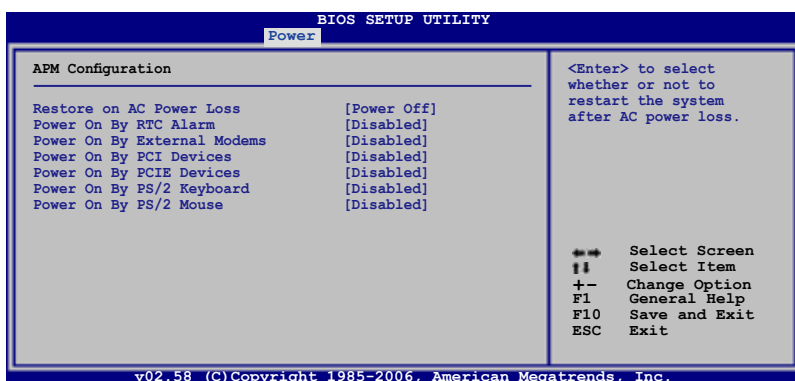 BIOS SETUP UTILITY
Power
APM Configuration
Restore on AC Power Loss [Power Off]
Power On By RTC Alarm [Disabled]
Power On By External Modems [Disabled]
Power On By PCI Devices [Disabled]
Power On By PCIE Devices [Disabled]
Power On By PS/2 Keyboard [Disabled]
Power On By PS/2 Mouse [Disabled]
<Enter> to select
whether or not to
restart the system
after AC power loss.
←→ Select Screen
↑↓ Select Item
+- Change Option
F1 General Help
F10 Save and Exit
ESC Exit
v02.58 (C)Copyright 1985-2006, American Megatrends, Inc.